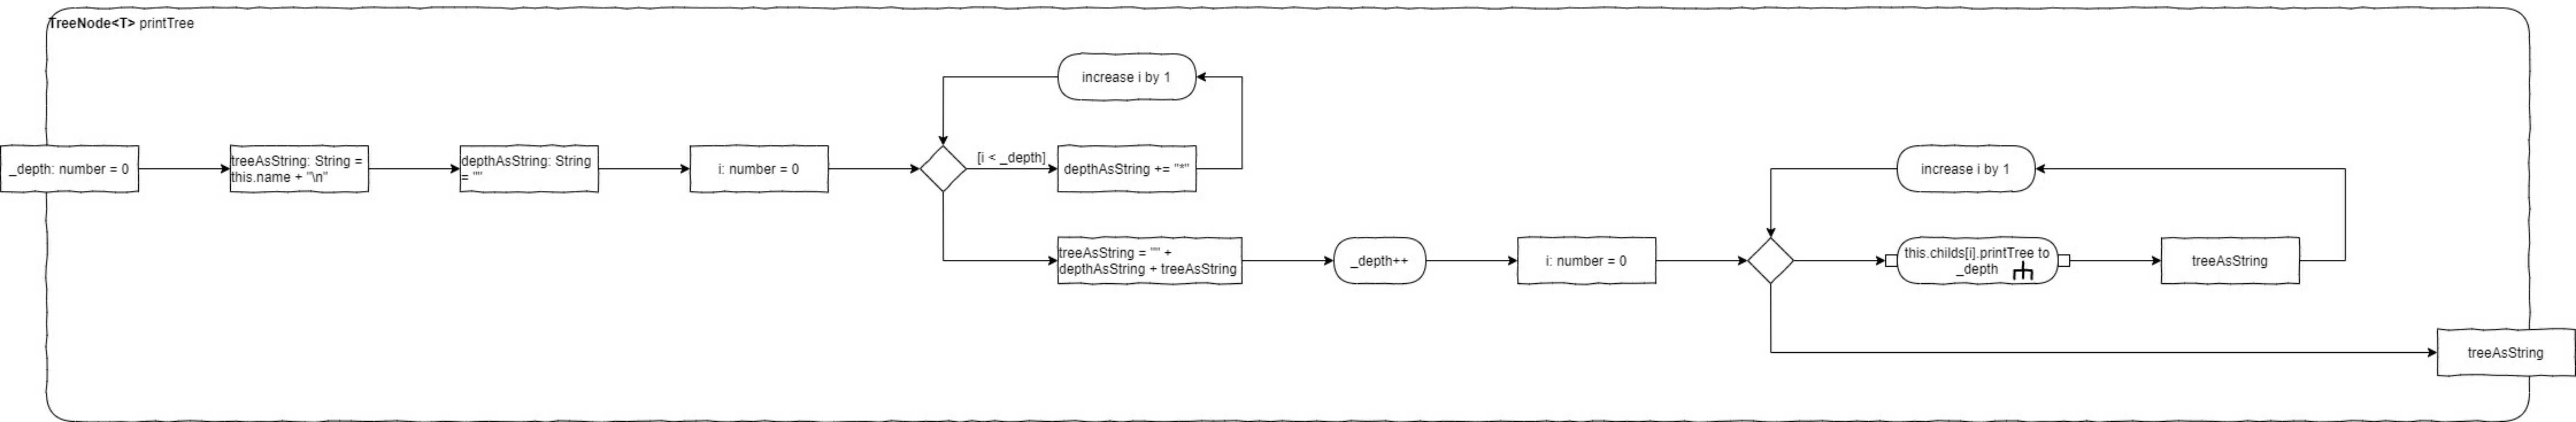 TreeNode<T> printTree
increase i by 1
_depth: number = 0
treeAsString: String =
this.name + "\n"
depthAsString: String
= ""
i: number = 0
[i < _depth]
depthAsString += "*"
increase i by 1
treeAsString = "" +
depthAsString + treeAsString
_depth++
i: number = 0
this.childs[i].printTree to
_depth
treeAsString
treeAsString